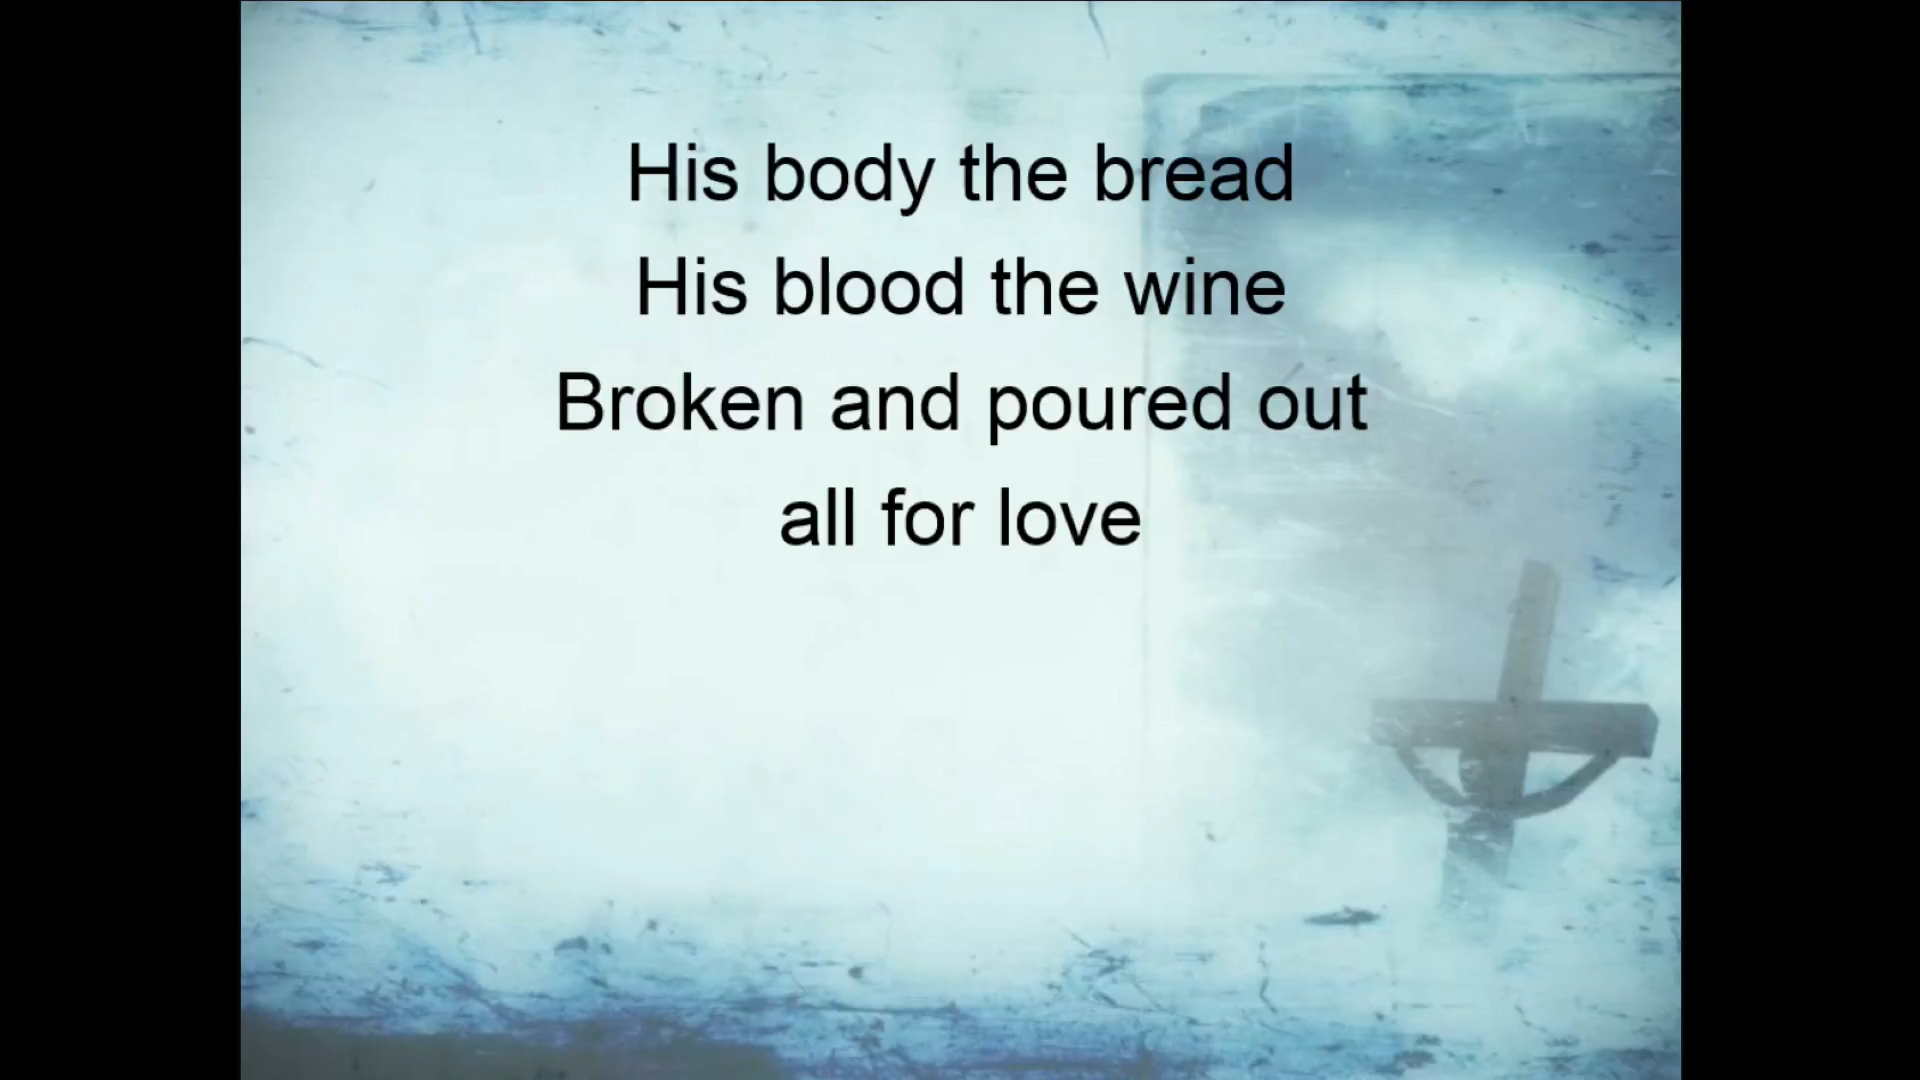 His body the bread
His blood the wine
Broken and poured out
all for love